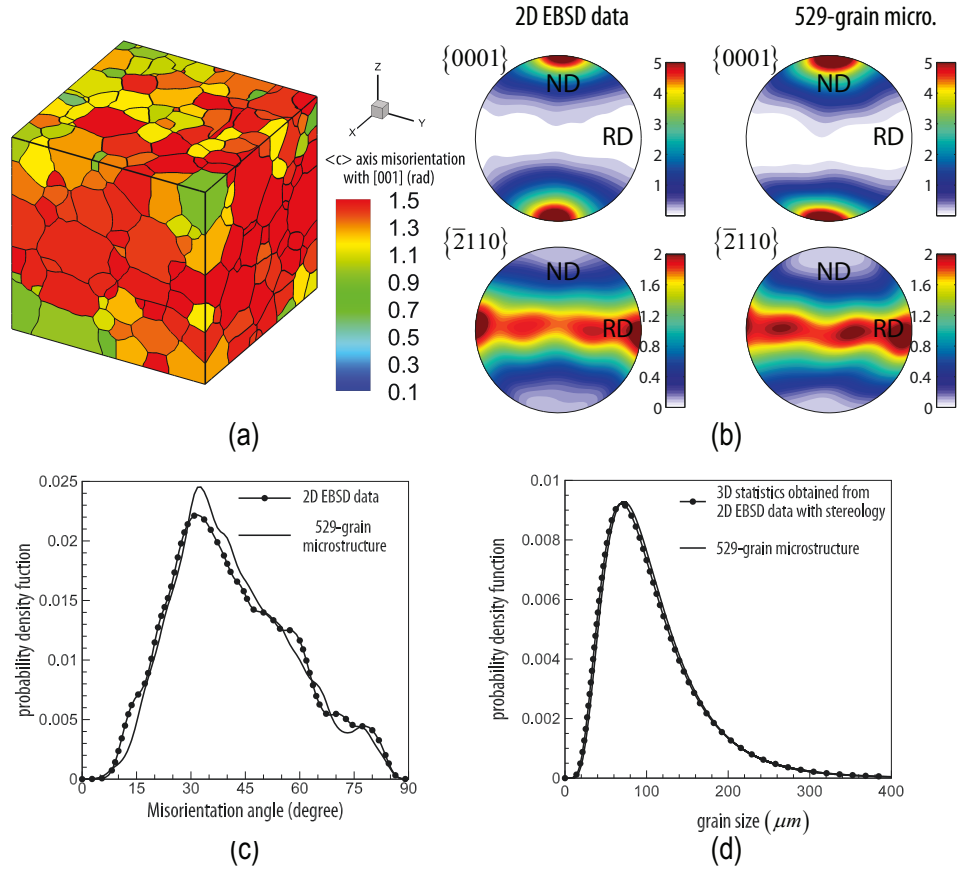 Z
X
Y
<c> axis misorientation
with [001] (rad)
1.5
1.3
1.1
0.9
0.7
0.5
0.3
0.1
(a)
2D EBSD data
529-grain micro.
{0001}
ND
RD
5
4
3
2
1
{0001}
ND
RD
5
4
3
2
1
{2̅110}
ND
RD
2
1.6
1.2
0.8
0.4
0
{2̅110}
ND
RD
2
1.6
1.2
0.8
0.4
0
(b)
0.025
0.02
0.015
0.01
0.005
0
probability density fuction
2D EBSD data
529-grain
microstructure
0 15 30 45 60 75 90
Misorientation angle (degree)
(c)
0.01
0.008
0.006
0.004
0.002
0
probability density function
3D statistics obtained from
2D EBSD data with stereology
529-grain microstructure
0 100 200 300 400
grain size (μm)
(d)